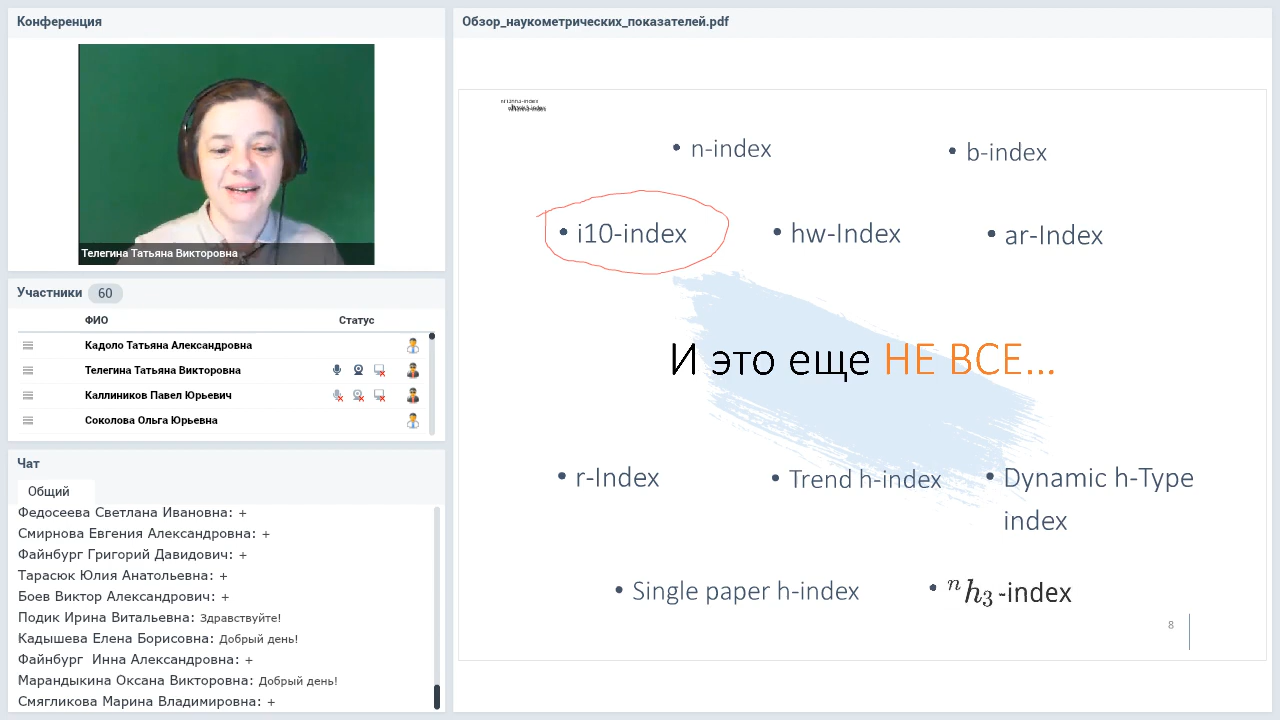 Конференция
Телегина Татьяна Викторовна
Участники 60
ФИО Статус
Кадоло Татьяна Александровна
Телегина Татьяна Викторовна
Каллиников Павел Юрьевич
Соколова Ольга Юрьевна
Чат
Общий
Федосеева Светлана Ивановна: +
Смирнова Евгения Александровна: +
Файнбург Григорий Давидович: +
Тарасюк Юлия Анатольевна: +
Боев Виктор Александрович: +
Подик Ирина Витальевна: Здравствуйте!
Кадышева Елена Борисовна: Добрый день!
Файнбург Инна Александровна: +
Марандыкина Оксана Викторовна: Добрый день!
Смягликова Марина Владимировна: +
Обзор_наукометрических_показателей.pdf
• n-index • b-index
• i10-index • hw-Index • ar-Index
И это еще НЕ ВСЕ...
• r-Index • Trend h-index • Dynamic h-Type
index
• Single paper h-index • ⁿh₃-index
8